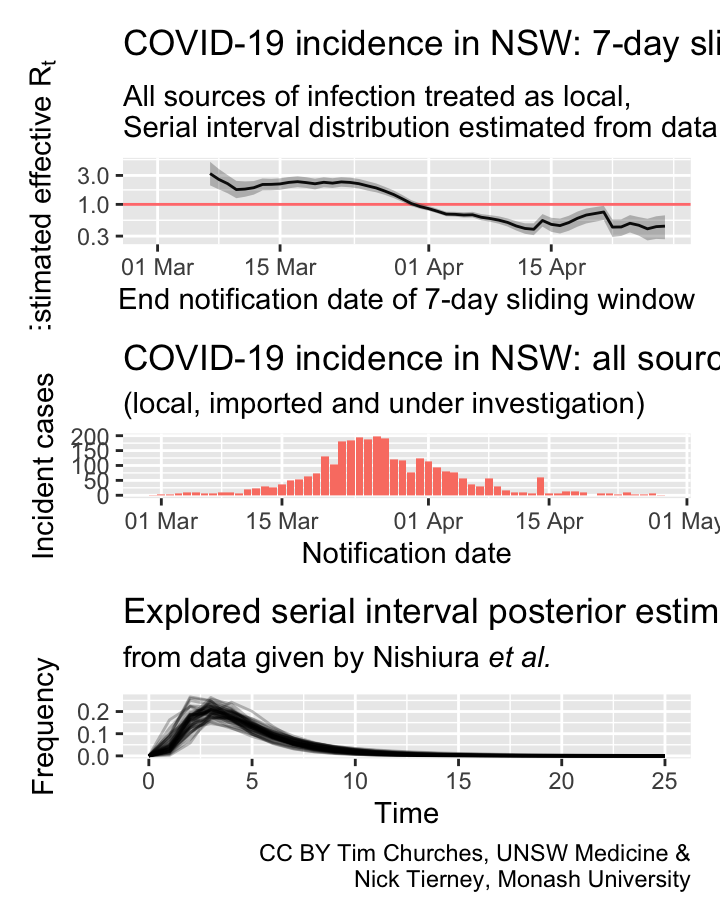 COVID-19 incidence in NSW: 7-day sli
All sources of infection treated as local,
Serial interval distribution estimated from data
stimated effective Rt
3.0
1.0
0.3
01 Mar 15 Mar 01 Apr 15 Apr
End notification date of 7-day sliding window
COVID-19 incidence in NSW: all sourc
(local, imported and under investigation)
Incident cases
200
150
100
50
0
01 Mar 15 Mar 01 Apr 15 Apr 01 May
Notification date
Explored serial interval posterior estim
from data given by Nishiura et al.
Frequency
0.2
0.1
0.0
0 5 10 15 20 25
Time
CC BY Tim Churches, UNSW Medicine &
Nick Tierney, Monash University